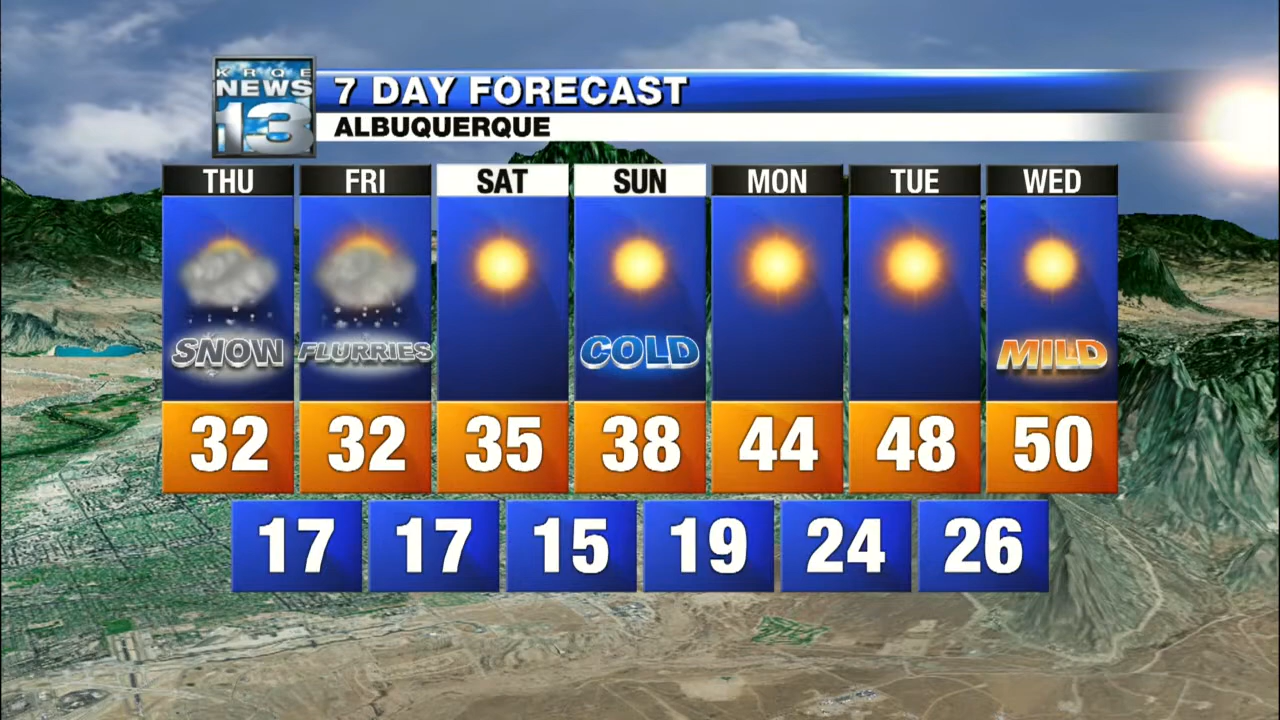 KRQE
NEWS
13
7 DAY FORECAST
ALBUQUERQUE
THU FRI SAT SUN MON TUE WED
SNOW FLURRIES COLD MILD
32 32 35 38 44 48 50
17 17 15 19 24 26